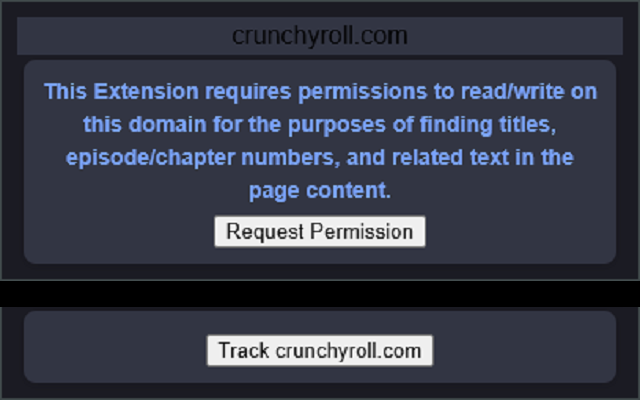 crunchyroll.com
This Extension requires permissions to read/write on
this domain for the purposes of finding titles,
episode/chapter numbers, and related text in the
page content.
Request Permission
Track crunchyroll.com